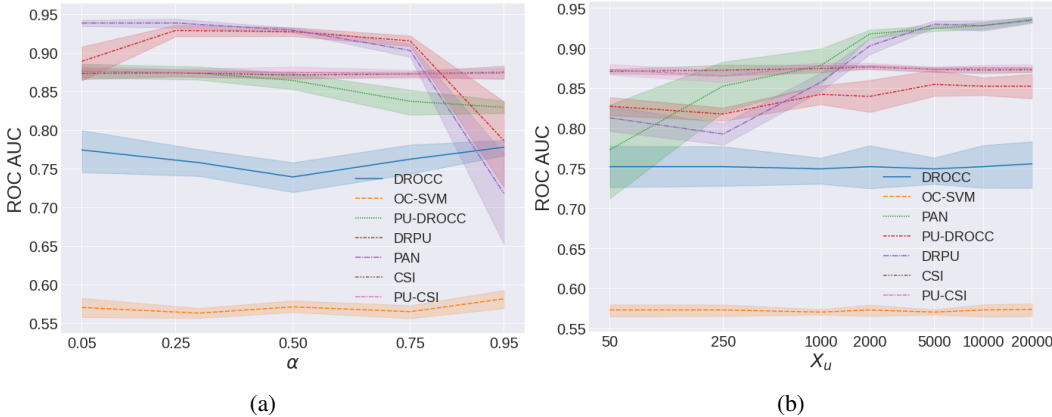 0.95
0.90
0.85
0.80
0.75
0.70
0.65
0.60
0.55
ROC AUC
0.05
0.25
0.50
0.75
0.95
α
DROCC
OC-SVM
PU-DROCC
DRPU
PAN
CSI
PU-CSI
(a)
0.95
0.90
0.85
0.80
0.75
0.70
0.65
0.60
0.55
ROC AUC
50
250
1000
2000
5000
10000
20000
X_u
DROCC
OC-SVM
PAN
PU-DROCC
DRPU
CSI
PU-CSI
(b)